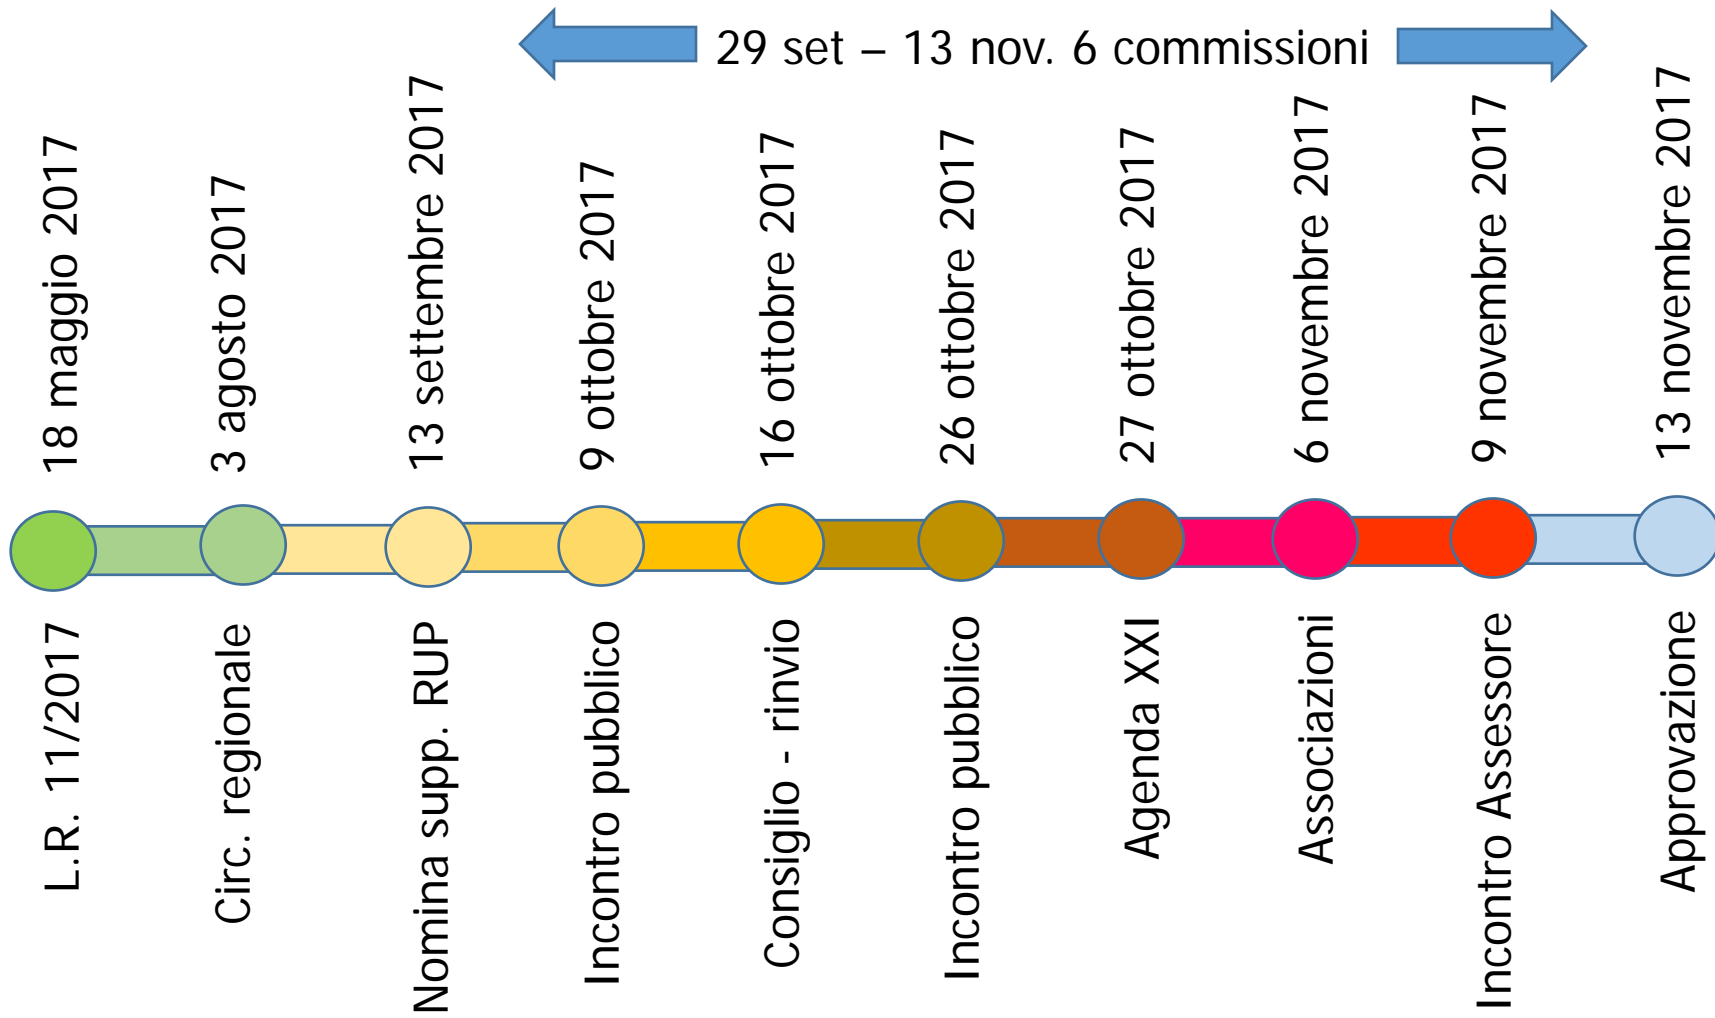 29 set – 13 nov. 6 commissioni
18 maggio 2017
3 agosto 2017
13 settembre 2017
9 ottobre 2017
16 ottobre 2017
26 ottobre 2017
27 ottobre 2017
6 novembre 2017
9 novembre 2017
13 novembre 2017
L.R. 11/2017
Circ. regionale
Nomina supp. RUP
Incontro pubblico
Consiglio - rinvio
Incontro pubblico
Agenda XXI
Associazioni
Incontro Assessore
Approvazione